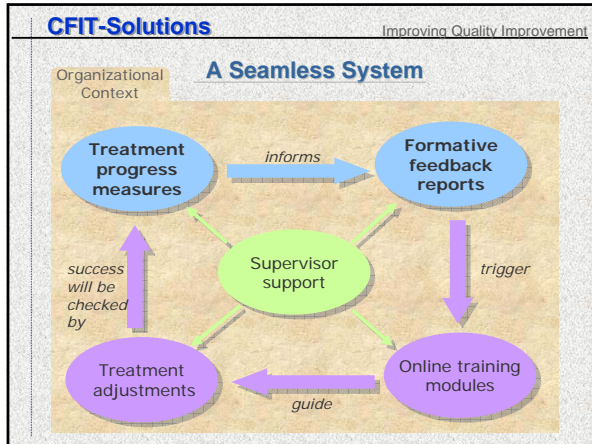 CFIT-Solutions
Improving Quality Improvement
Organizational
Context
A Seamless System
Treatment
progress
measures
informs
Formative
feedback
reports
success
will be
checked
by
Supervisor
support
trigger
Treatment
adjustments
guide
Online training
modules